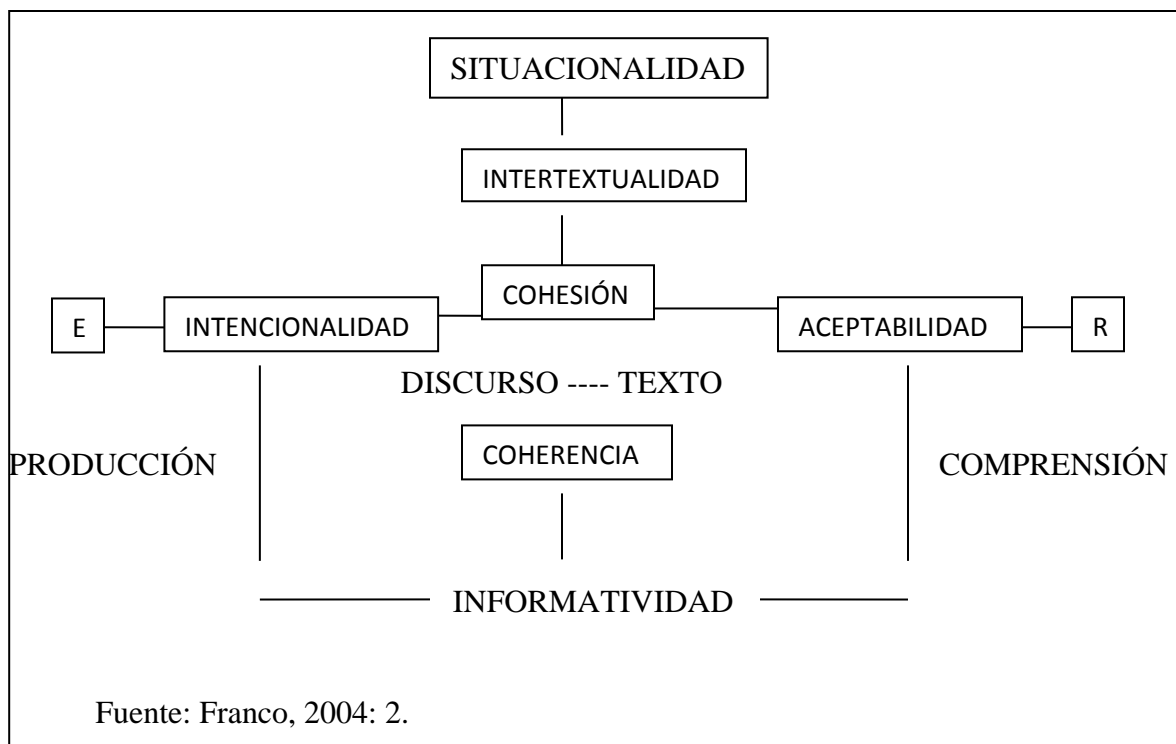 SITUACIONALIDAD
INTERTEXTUALIDAD
COHESIÓN
E INTENCIONALIDAD ACEPTABILIDAD R
DISCURSO ---- TEXTO
COHERENCIA
PRODUCCIÓN COMPRENSIÓN
INFORMATIVIDAD
Fuente: Franco, 2004: 2.